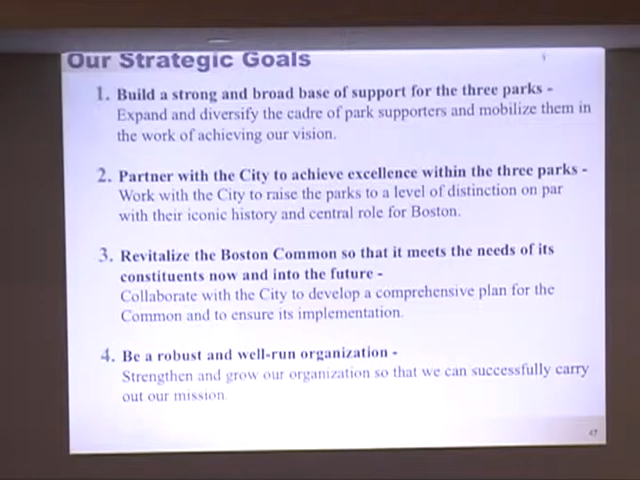 Our Strategic Goals
1. Build a strong and broad base of support for the three parks -
Expand and diversify the cadre of park supporters and mobilize them in
the work of achieving our vision.
2. Partner with the City to achieve excellence within the three parks -
Work with the City to raise the parks to a level of distinction on par
with their iconic history and central role for Boston.
3. Revitalize the Boston Common so that it meets the needs of its
constituents now and into the future -
Collaborate with the City to develop a comprehensive plan for the
Common and to ensure its implementation.
4. Be a robust and well-run organization -
Strengthen and grow our organization so that we can successfully carry
out our mission.
47